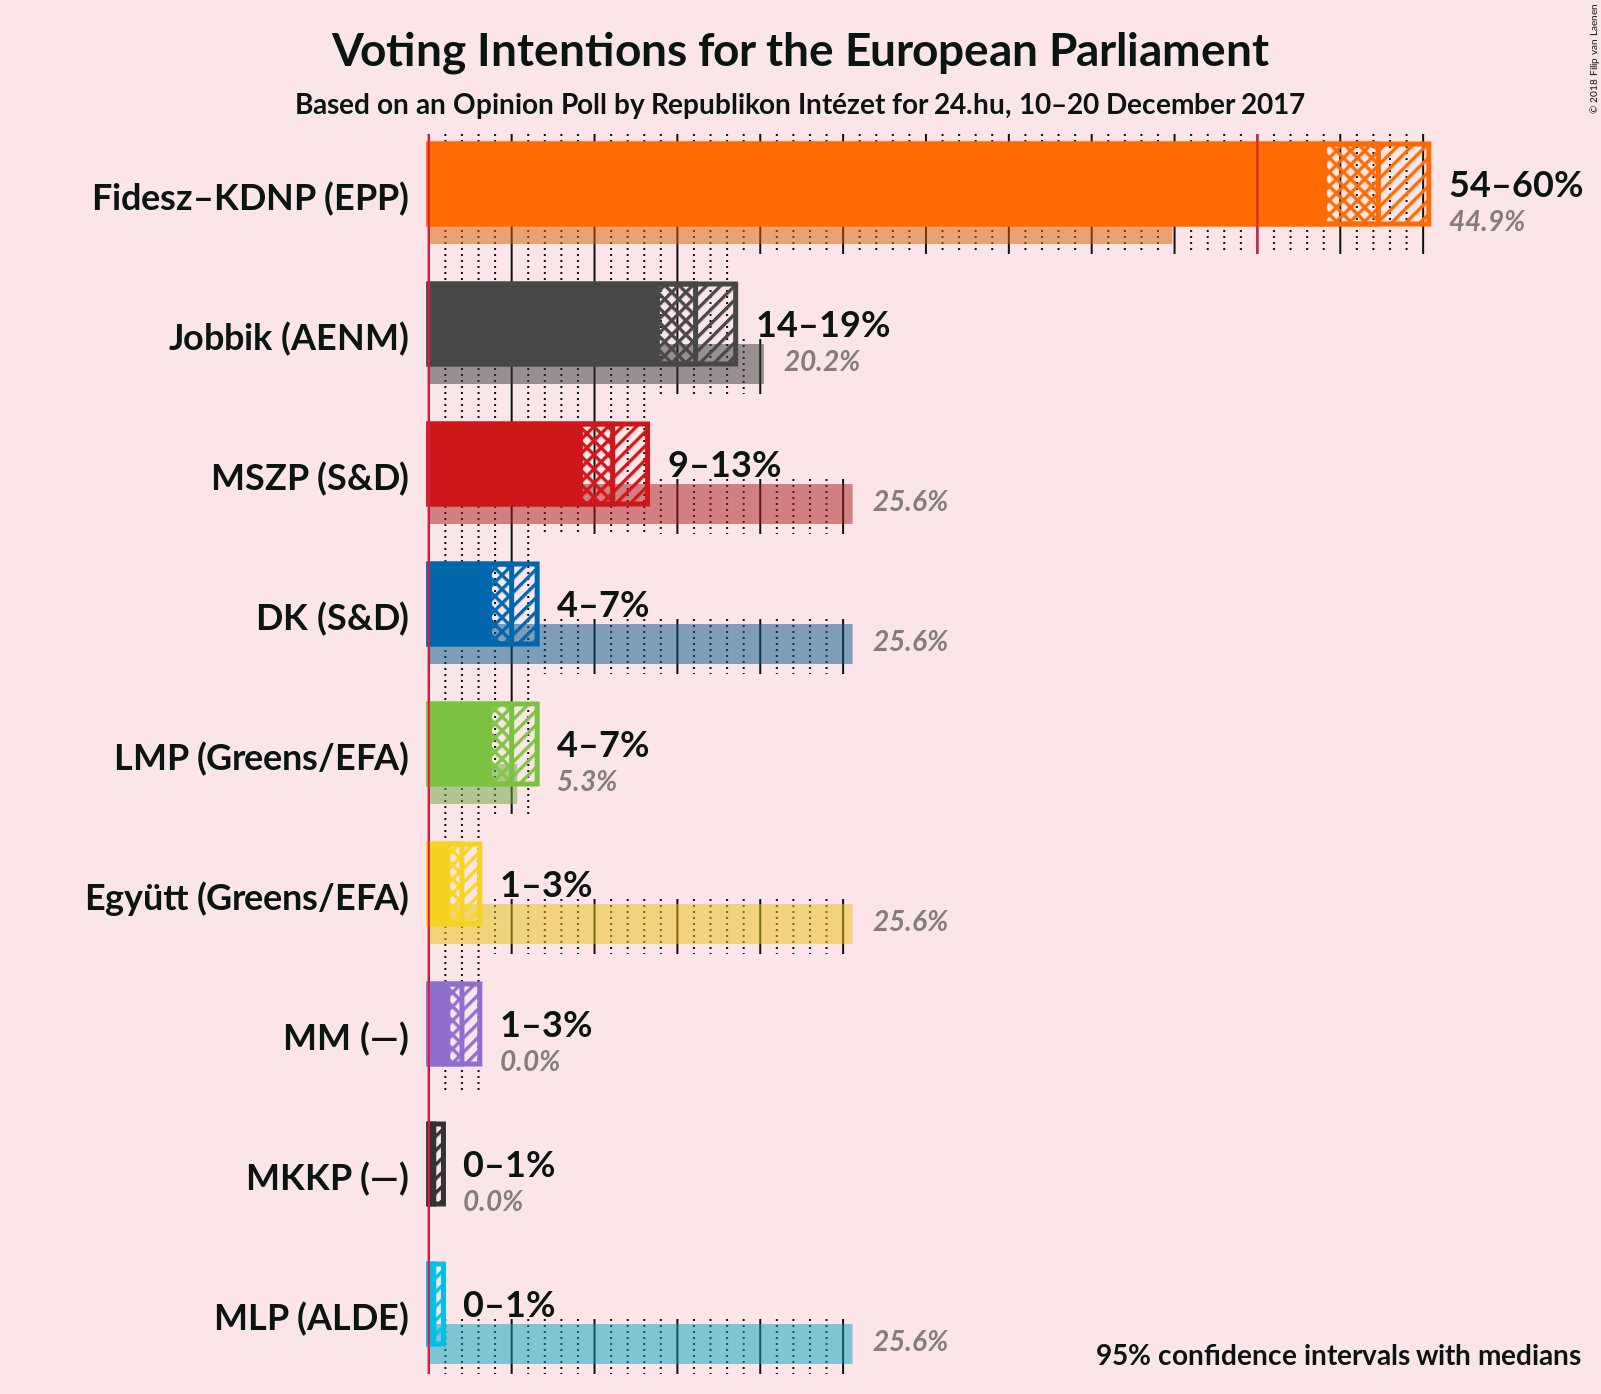 Voting Intentions for the European Parliament
Based on an Opinion Poll by Republikon Intézet for 24.hu, 10–20 December 2017
© 2018 Filip van Laenen
Fidesz–KDNP (EPP)
54–60%
44.9%
Jobbik (AENM)
14–19%
20.2%
MSZP (S&D)
9–13%
25.6%
DK (S&D)
4–7%
25.6%
LMP (Greens/EFA)
4–7%
5.3%
Együtt (Greens/EFA)
1–3%
25.6%
MM (—)
1–3%
0.0%
MKKP (—)
0–1%
0.0%
MLP (ALDE)
0–1%
25.6%
95% confidence intervals with medians